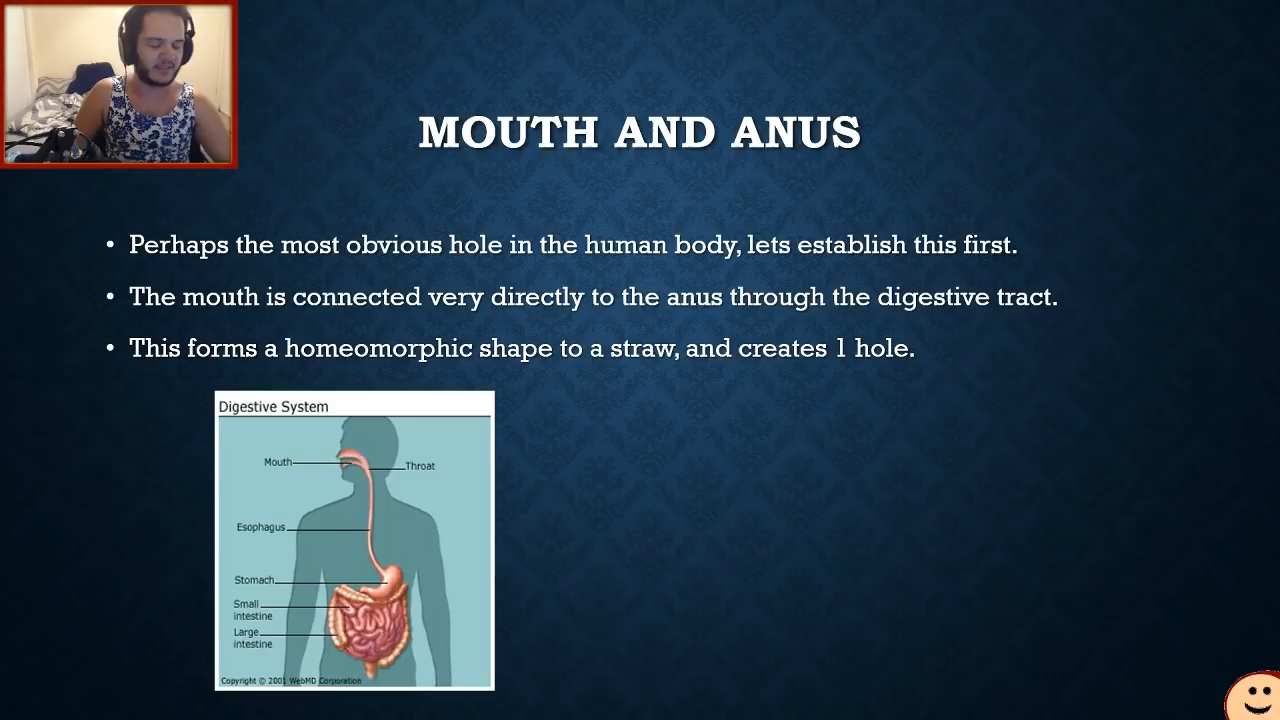 MOUTH AND ANUS
• Perhaps the most obvious hole in the human body, lets establish this first.
• The mouth is connected very directly to the anus through the digestive tract.
• This forms a homeomorphic shape to a straw, and creates 1 hole.
Digestive System
Mouth
Throat
Esophagus
Stomach
Small
intestine
Large
intestine
Copyright © 2001 WebMD Corporation